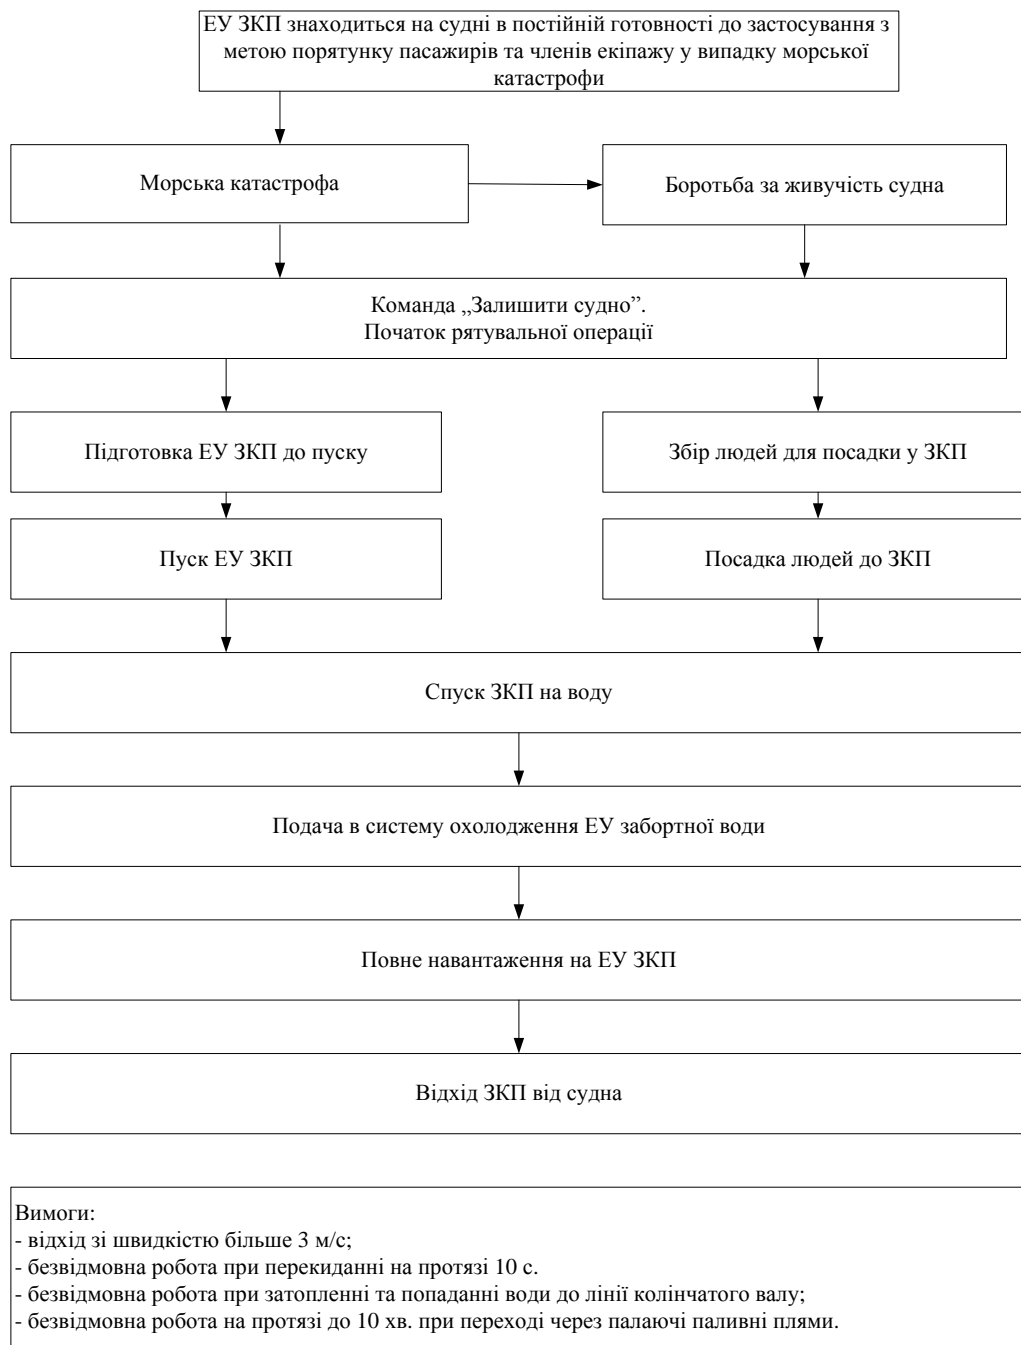 ЕУ ЗКП знаходиться на судні в постійній готовності до застосування з
метою порятунку пасажирів та членів екіпажу у випадку морської
катастрофи
Морська катастрофа
Боротьба за живучість судна
Команда „Залишити судно”.
Початок рятувальної операції
Підготовка ЕУ ЗКП до пуску
Збір людей для посадки у ЗКП
Пуск ЕУ ЗКП
Посадка людей до ЗКП
Спуск ЗКП на воду
Подача в систему охолодження ЕУ забортної води
Повне навантаження на ЕУ ЗКП
Відхід ЗКП від судна
Вимоги:
- відхід зі швидкістю більше 3 м/с;
- безвідмовна робота при перекиданні на протязі 10 с.
- безвідмовна робота при затопленні та попаданні води до лінії колінчатого валу;
- безвідмовна робота на протязі до 10 хв. при переході через палаючі паливні плями.